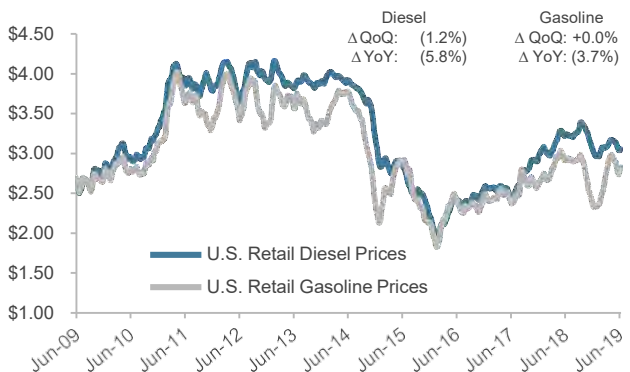 Diesel Gasoline
Δ QoQ: (1.2%) Δ QoQ: +0.0%
Δ YoY: (5.8%) Δ YoY: (3.7%)
$4.50
$4.00
$3.50
$3.00
$2.50
$2.00
$1.50
$1.00
U.S. Retail Diesel Prices
U.S. Retail Gasoline Prices
Jun-09 Jun-10 Jun-11 Jun-12 Jun-13 Jun-14 Jun-15 Jun-16 Jun-17 Jun-18 Jun-19